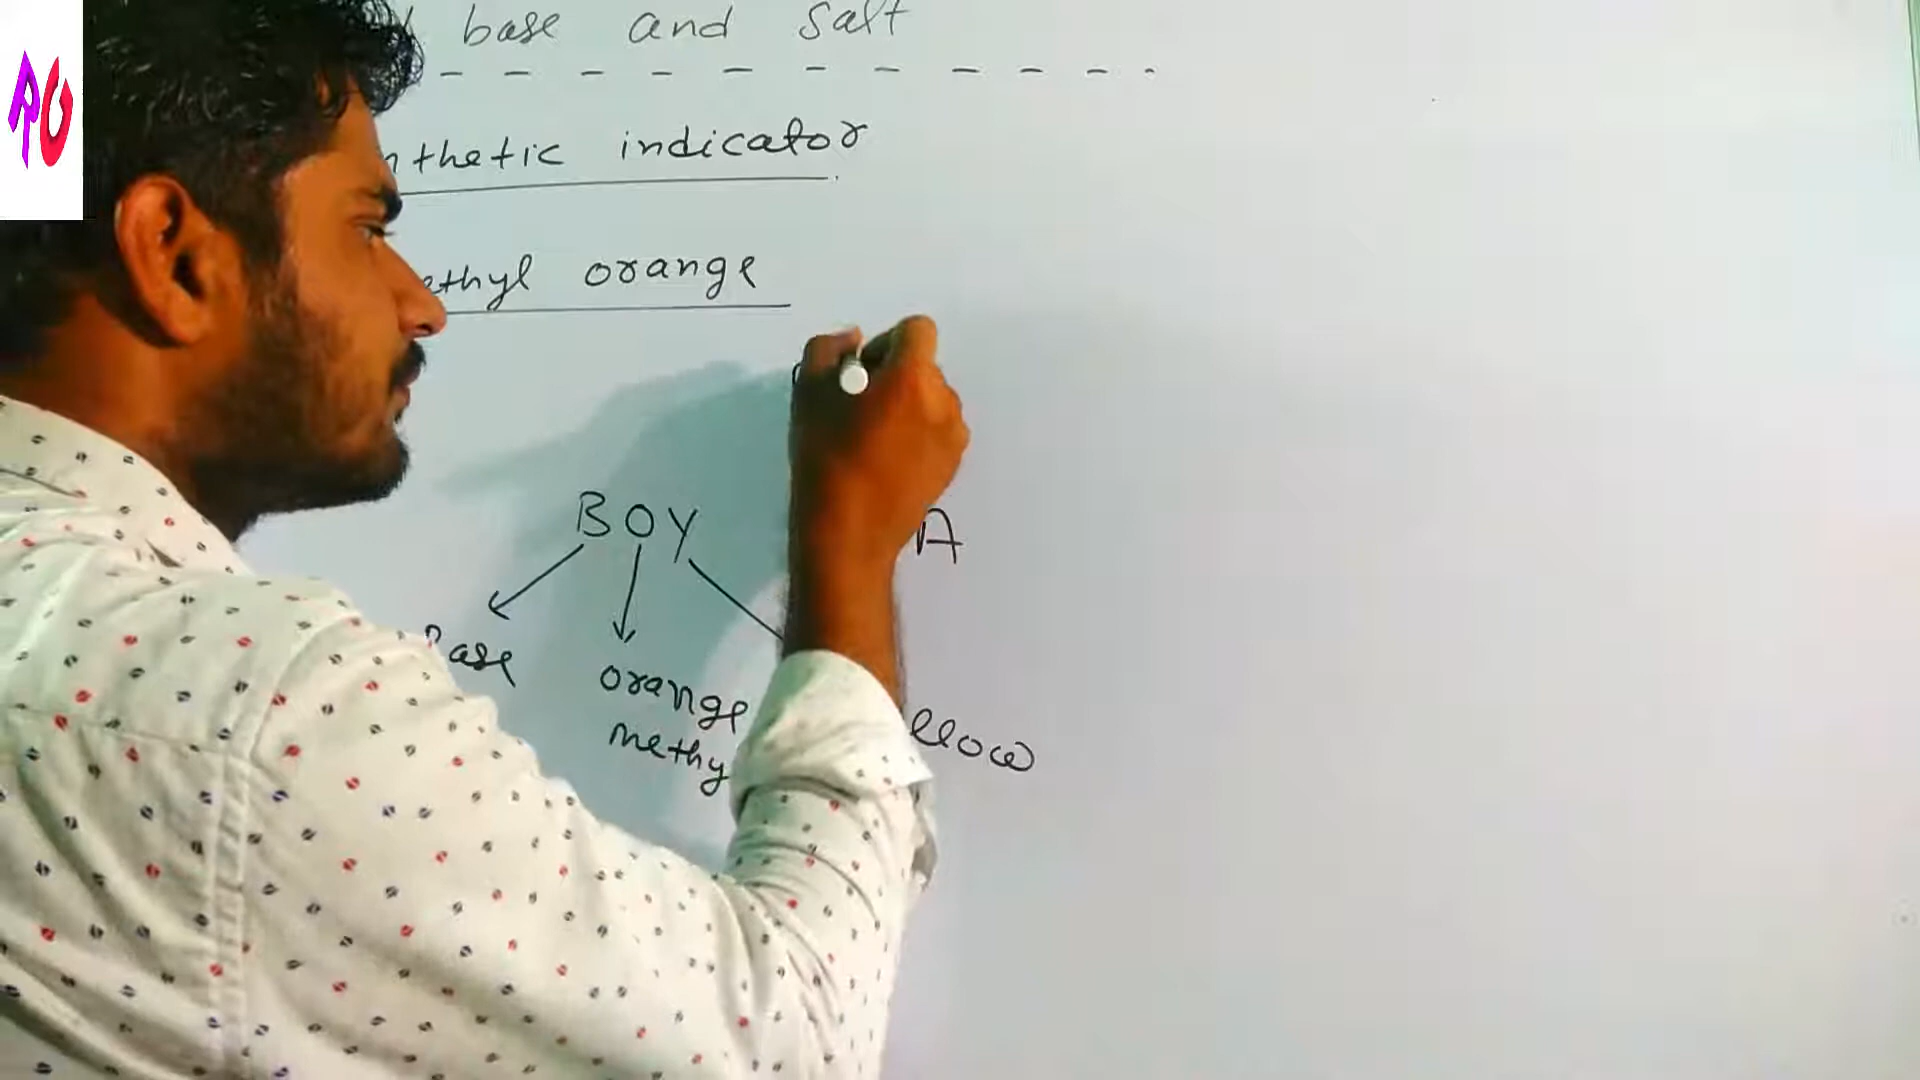 base and salt
nthetic indicator
ethyl orange
BOY A
ase
orange
methy
llow